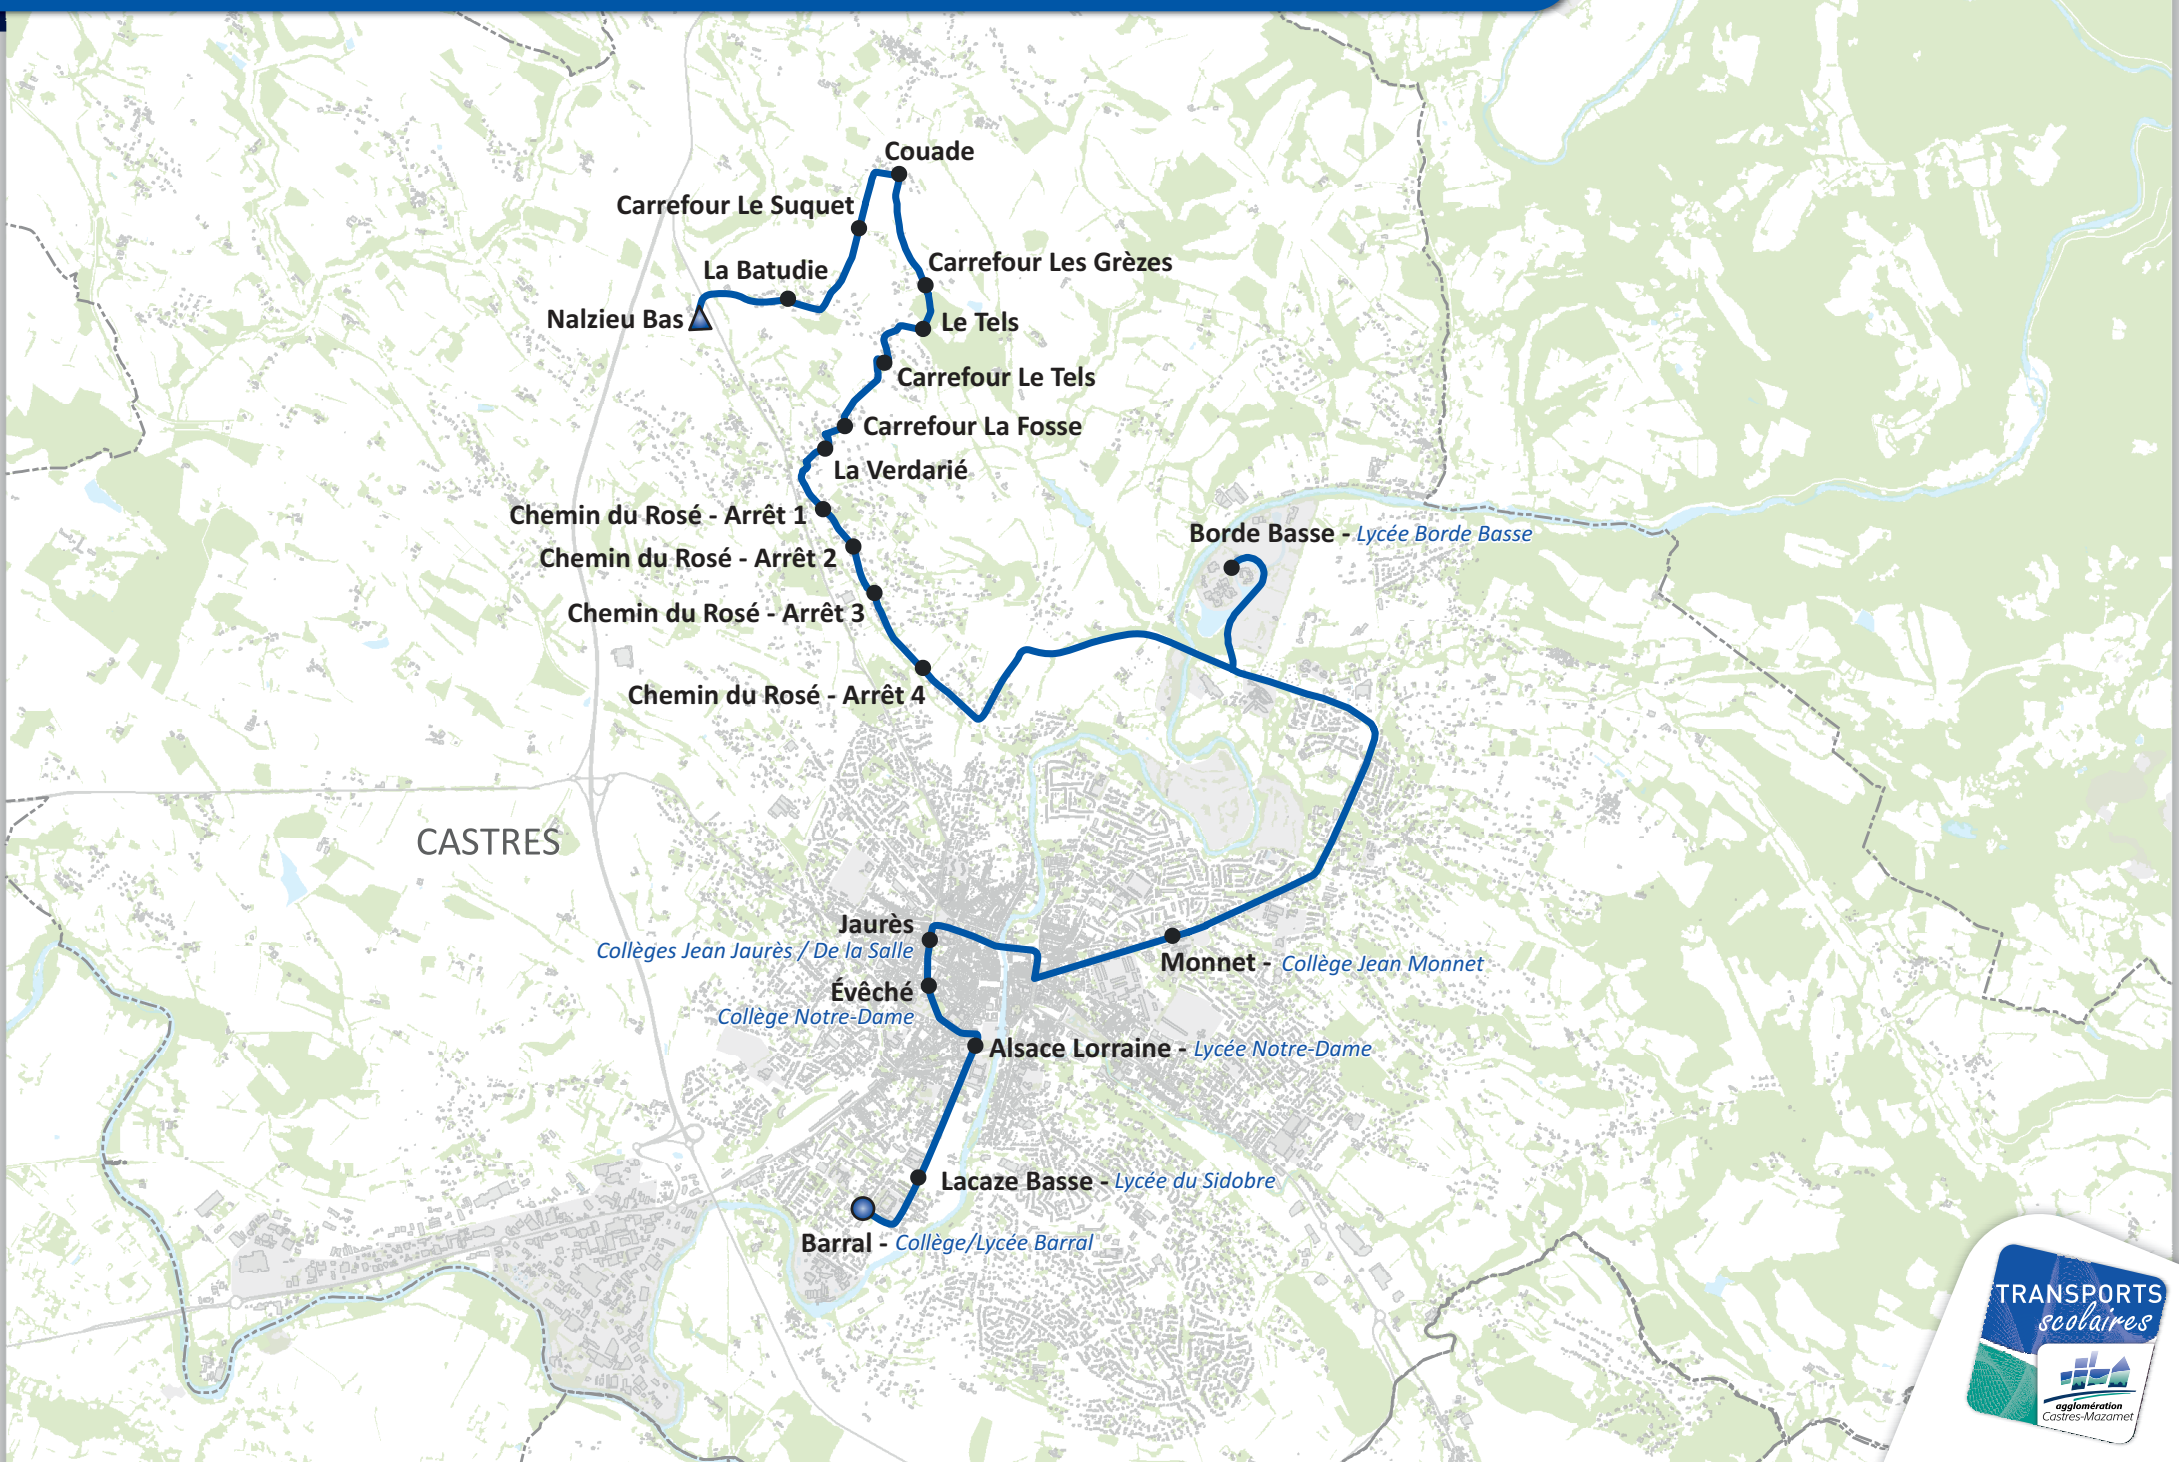 Couade
Carrefour Le Suquet
La Batudie
Carrefour Les Grèzes
Nalzieu Bas
Le Tels
Carrefour Le Tels
Carrefour La Fosse
La Verdarié
Chemin du Rosé - Arrêt 1
Borde Basse - Lycée Borde Basse
Chemin du Rosé - Arrêt 2
Chemin du Rosé - Arrêt 3
Chemin du Rosé - Arrêt 4
CASTRES
Jaurès
Collèges Jean Jaurès / De la Salle
Monnet - Collège Jean Monnet
Évêché
Collège Notre-Dame
Alsace Lorraine - Lycée Notre-Dame
Lacaze Basse - Lycée du Sidobre
Barral - Collège/Lycée Barral
TRANSPORTS
scolaires
agglomération
Castres-Mazamet